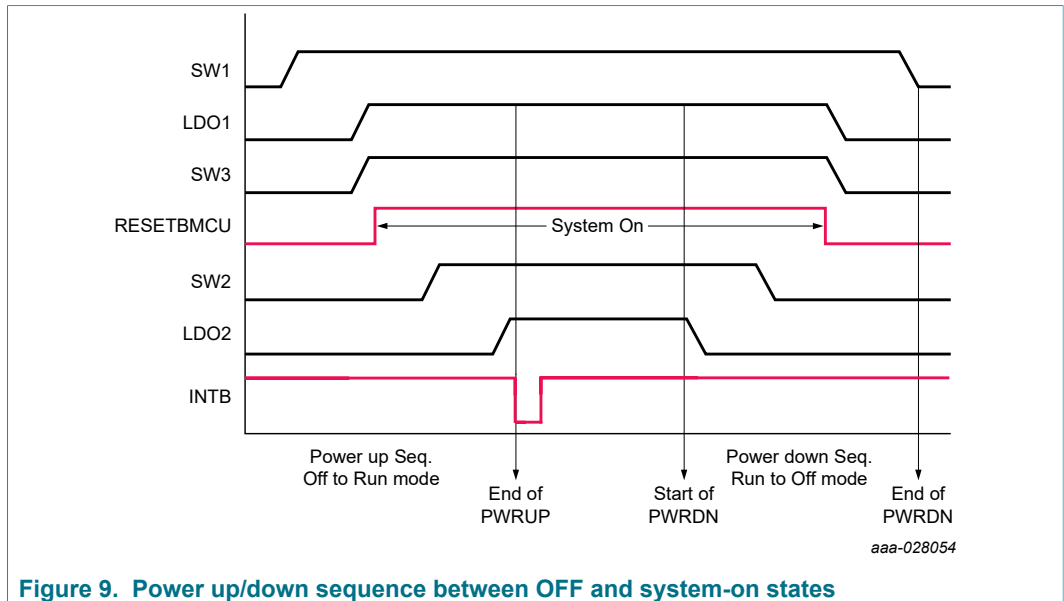 SW1
LDO1
SW3
RESETBMCU
System On
SW2
LDO2
INTB
Power up Seq.
Off to Run mode
End of
PWRUP
Start of
PWRDN
Power down Seq.
Run to Off mode
End of
PWRDN
aaa-028054
Figure 9. Power up/down sequence between OFF and system-on states